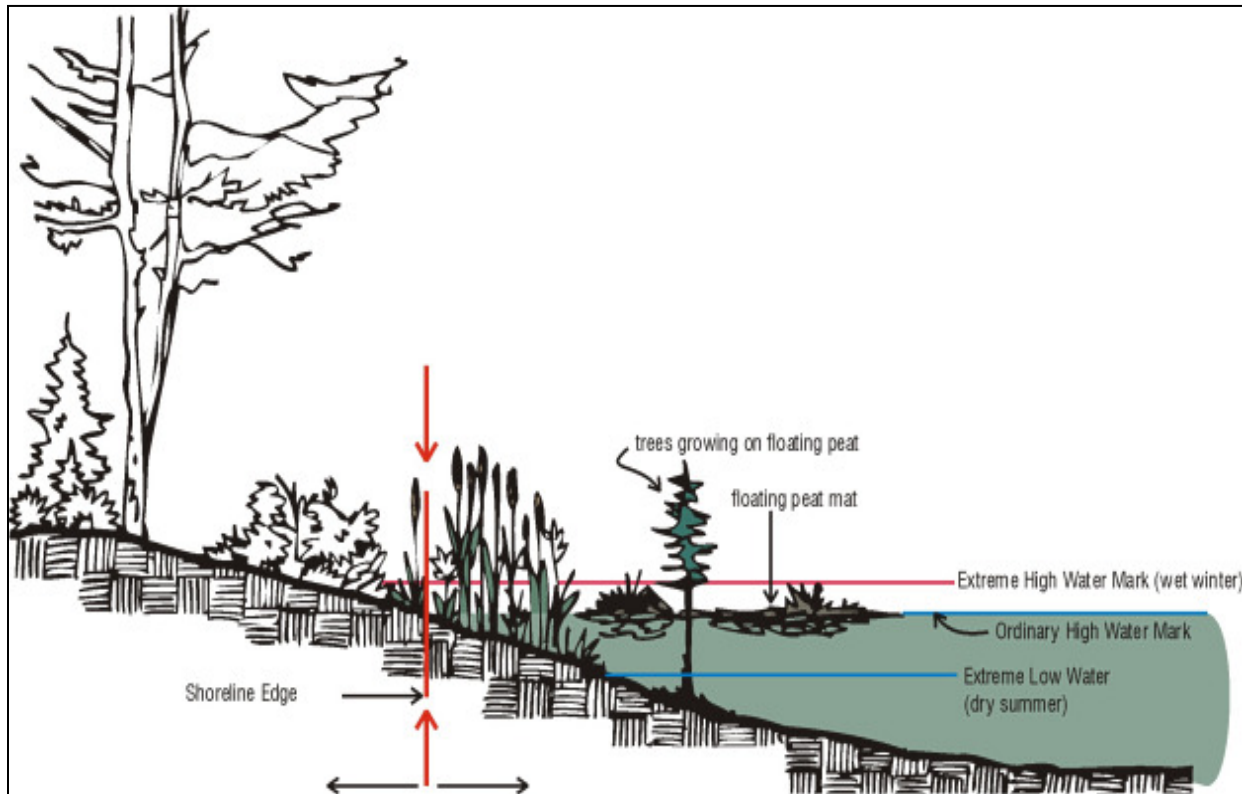 trees growing on floating peat
floating peat mat
Extreme High Water Mark (wet winter)
Ordinary High Water Mark
Shoreline Edge
Extreme Low Water
(dry summer)